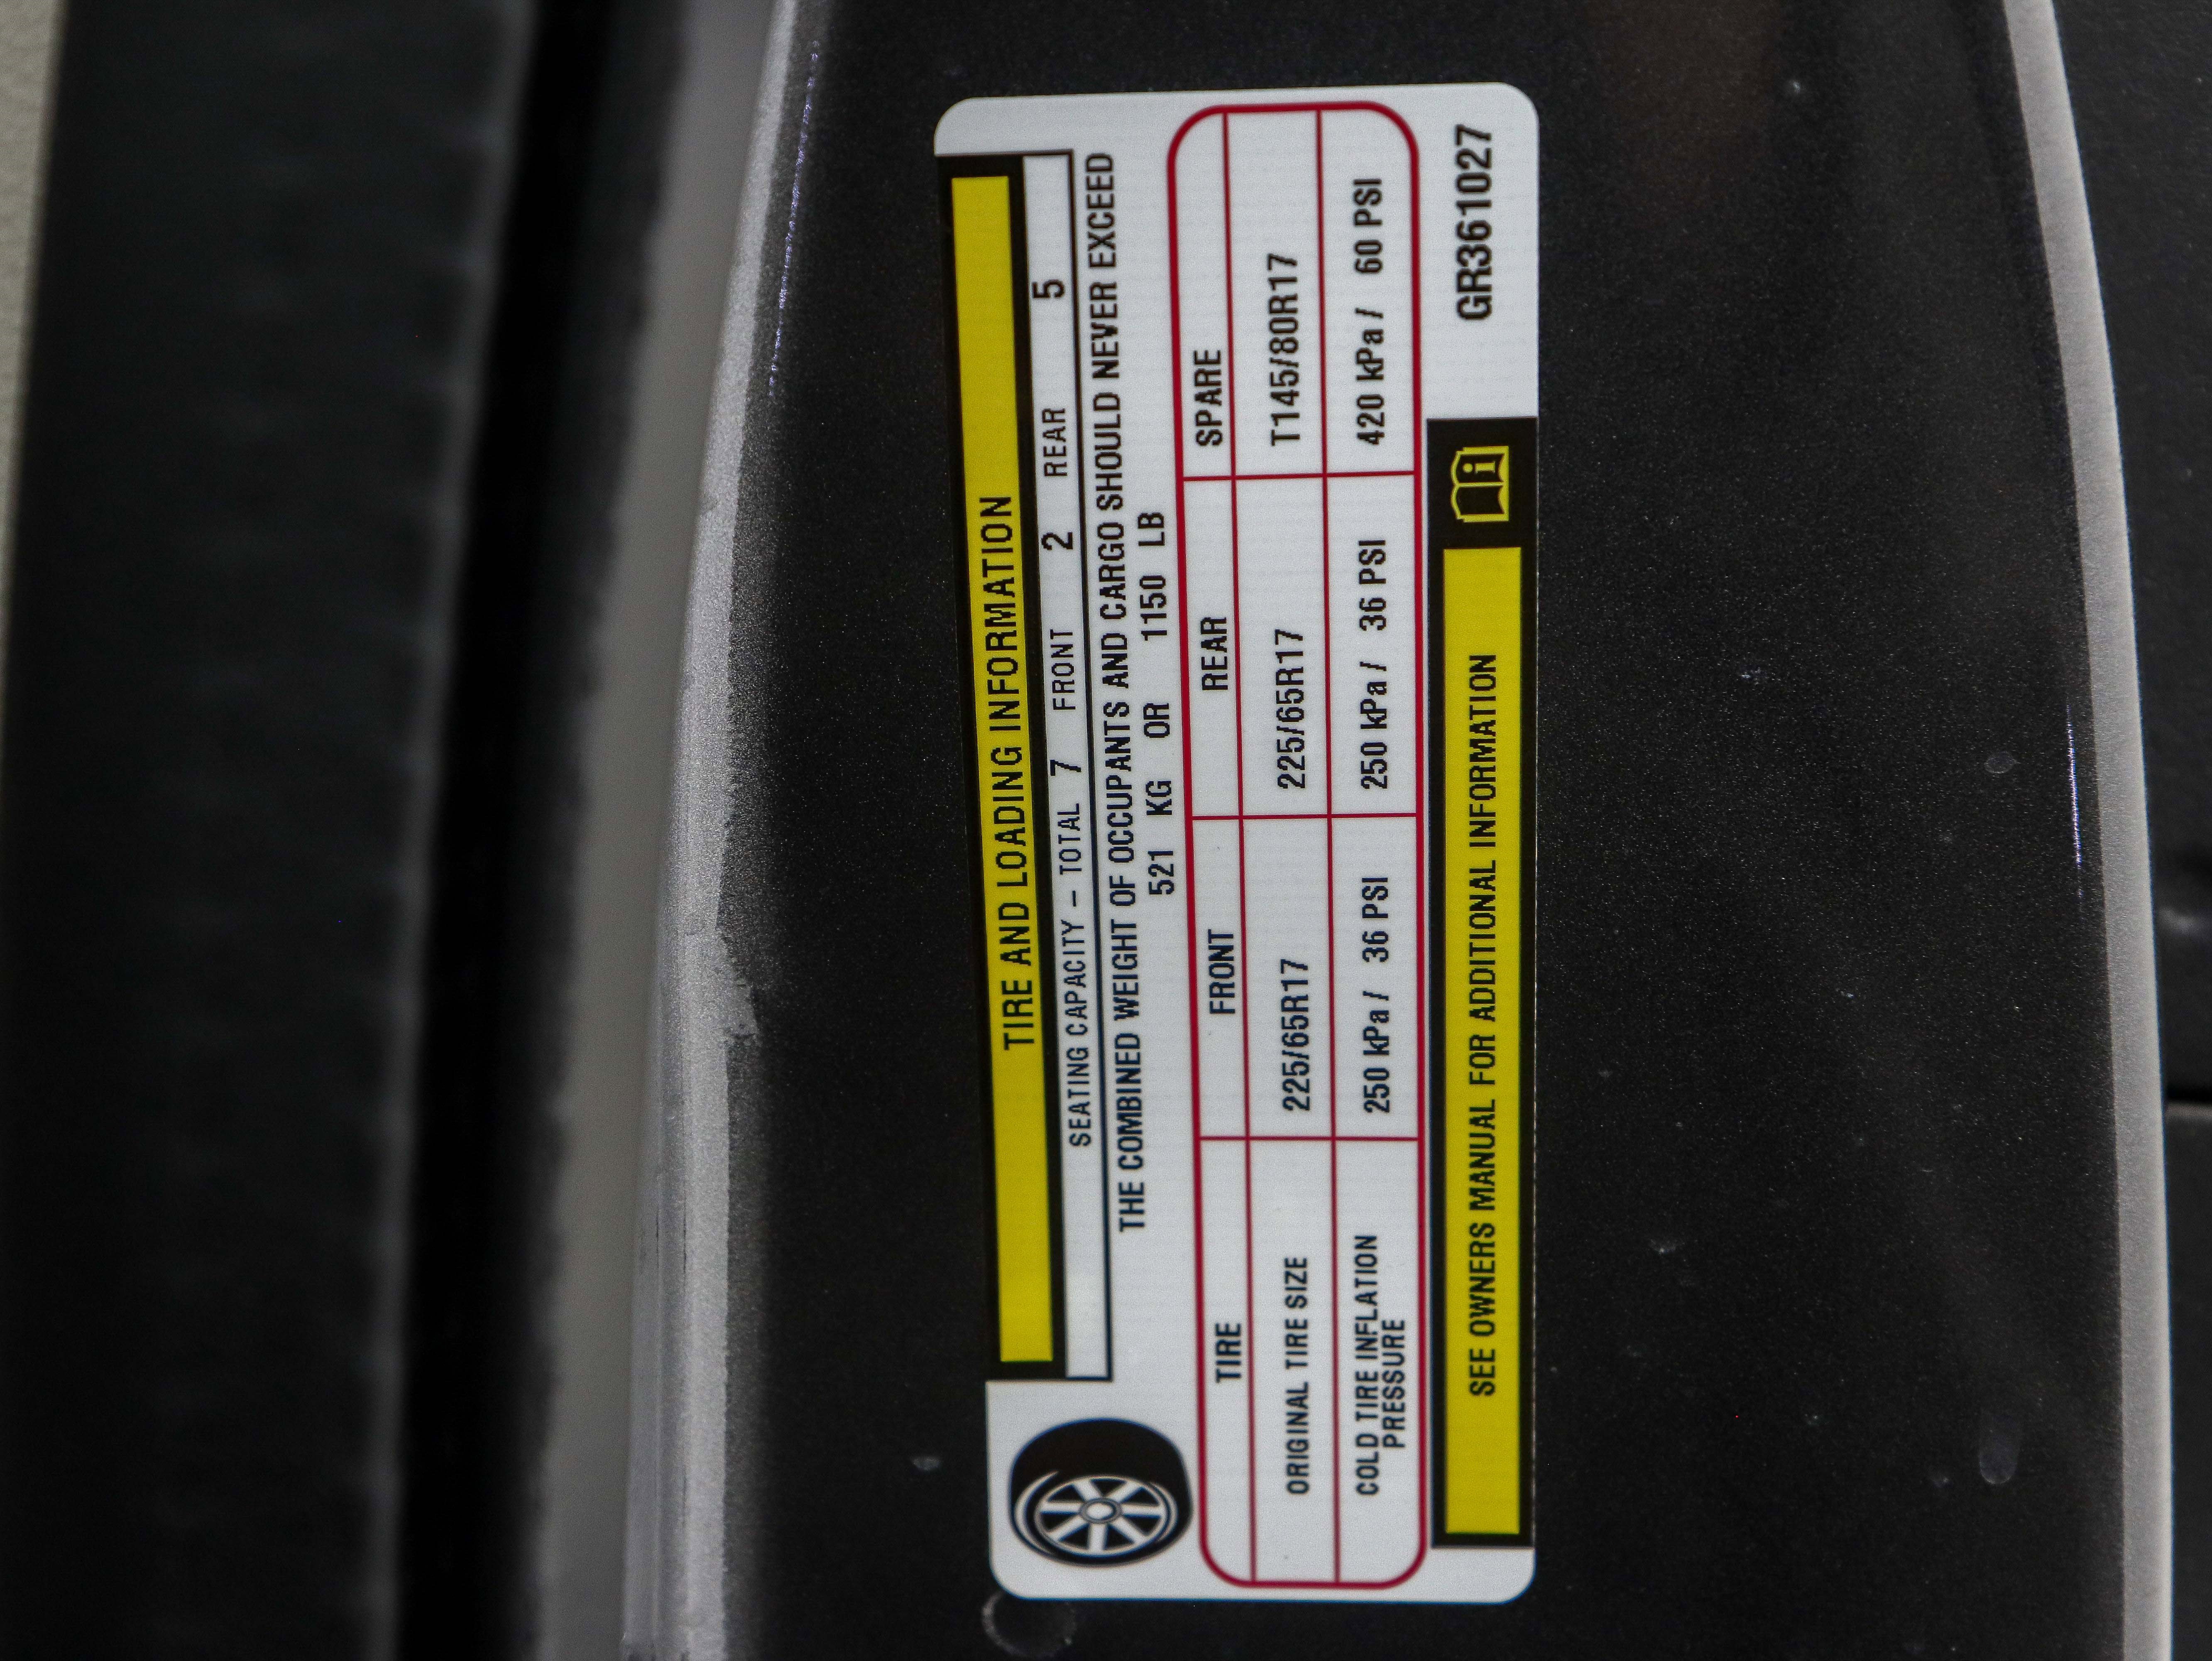 TIRE AND LOADING INFORMATION
SEATING CAPACITY – TOTAL 7 FRONT 2 REAR 5
THE COMBINED WEIGHT OF OCCUPANTS AND CARGO SHOULD NEVER EXCEED
521 KG OR 1150 LB
TIRE FRONT REAR SPARE
ORIGINAL TIRE SIZE 225/65R17 225/65R17 T145/80R17
COLD TIRE INFLATION PRESSURE 250 kPa / 36 PSI 250 kPa / 36 PSI 420 kPa / 60 PSI
SEE OWNERS MANUAL FOR ADDITIONAL INFORMATION GR361027